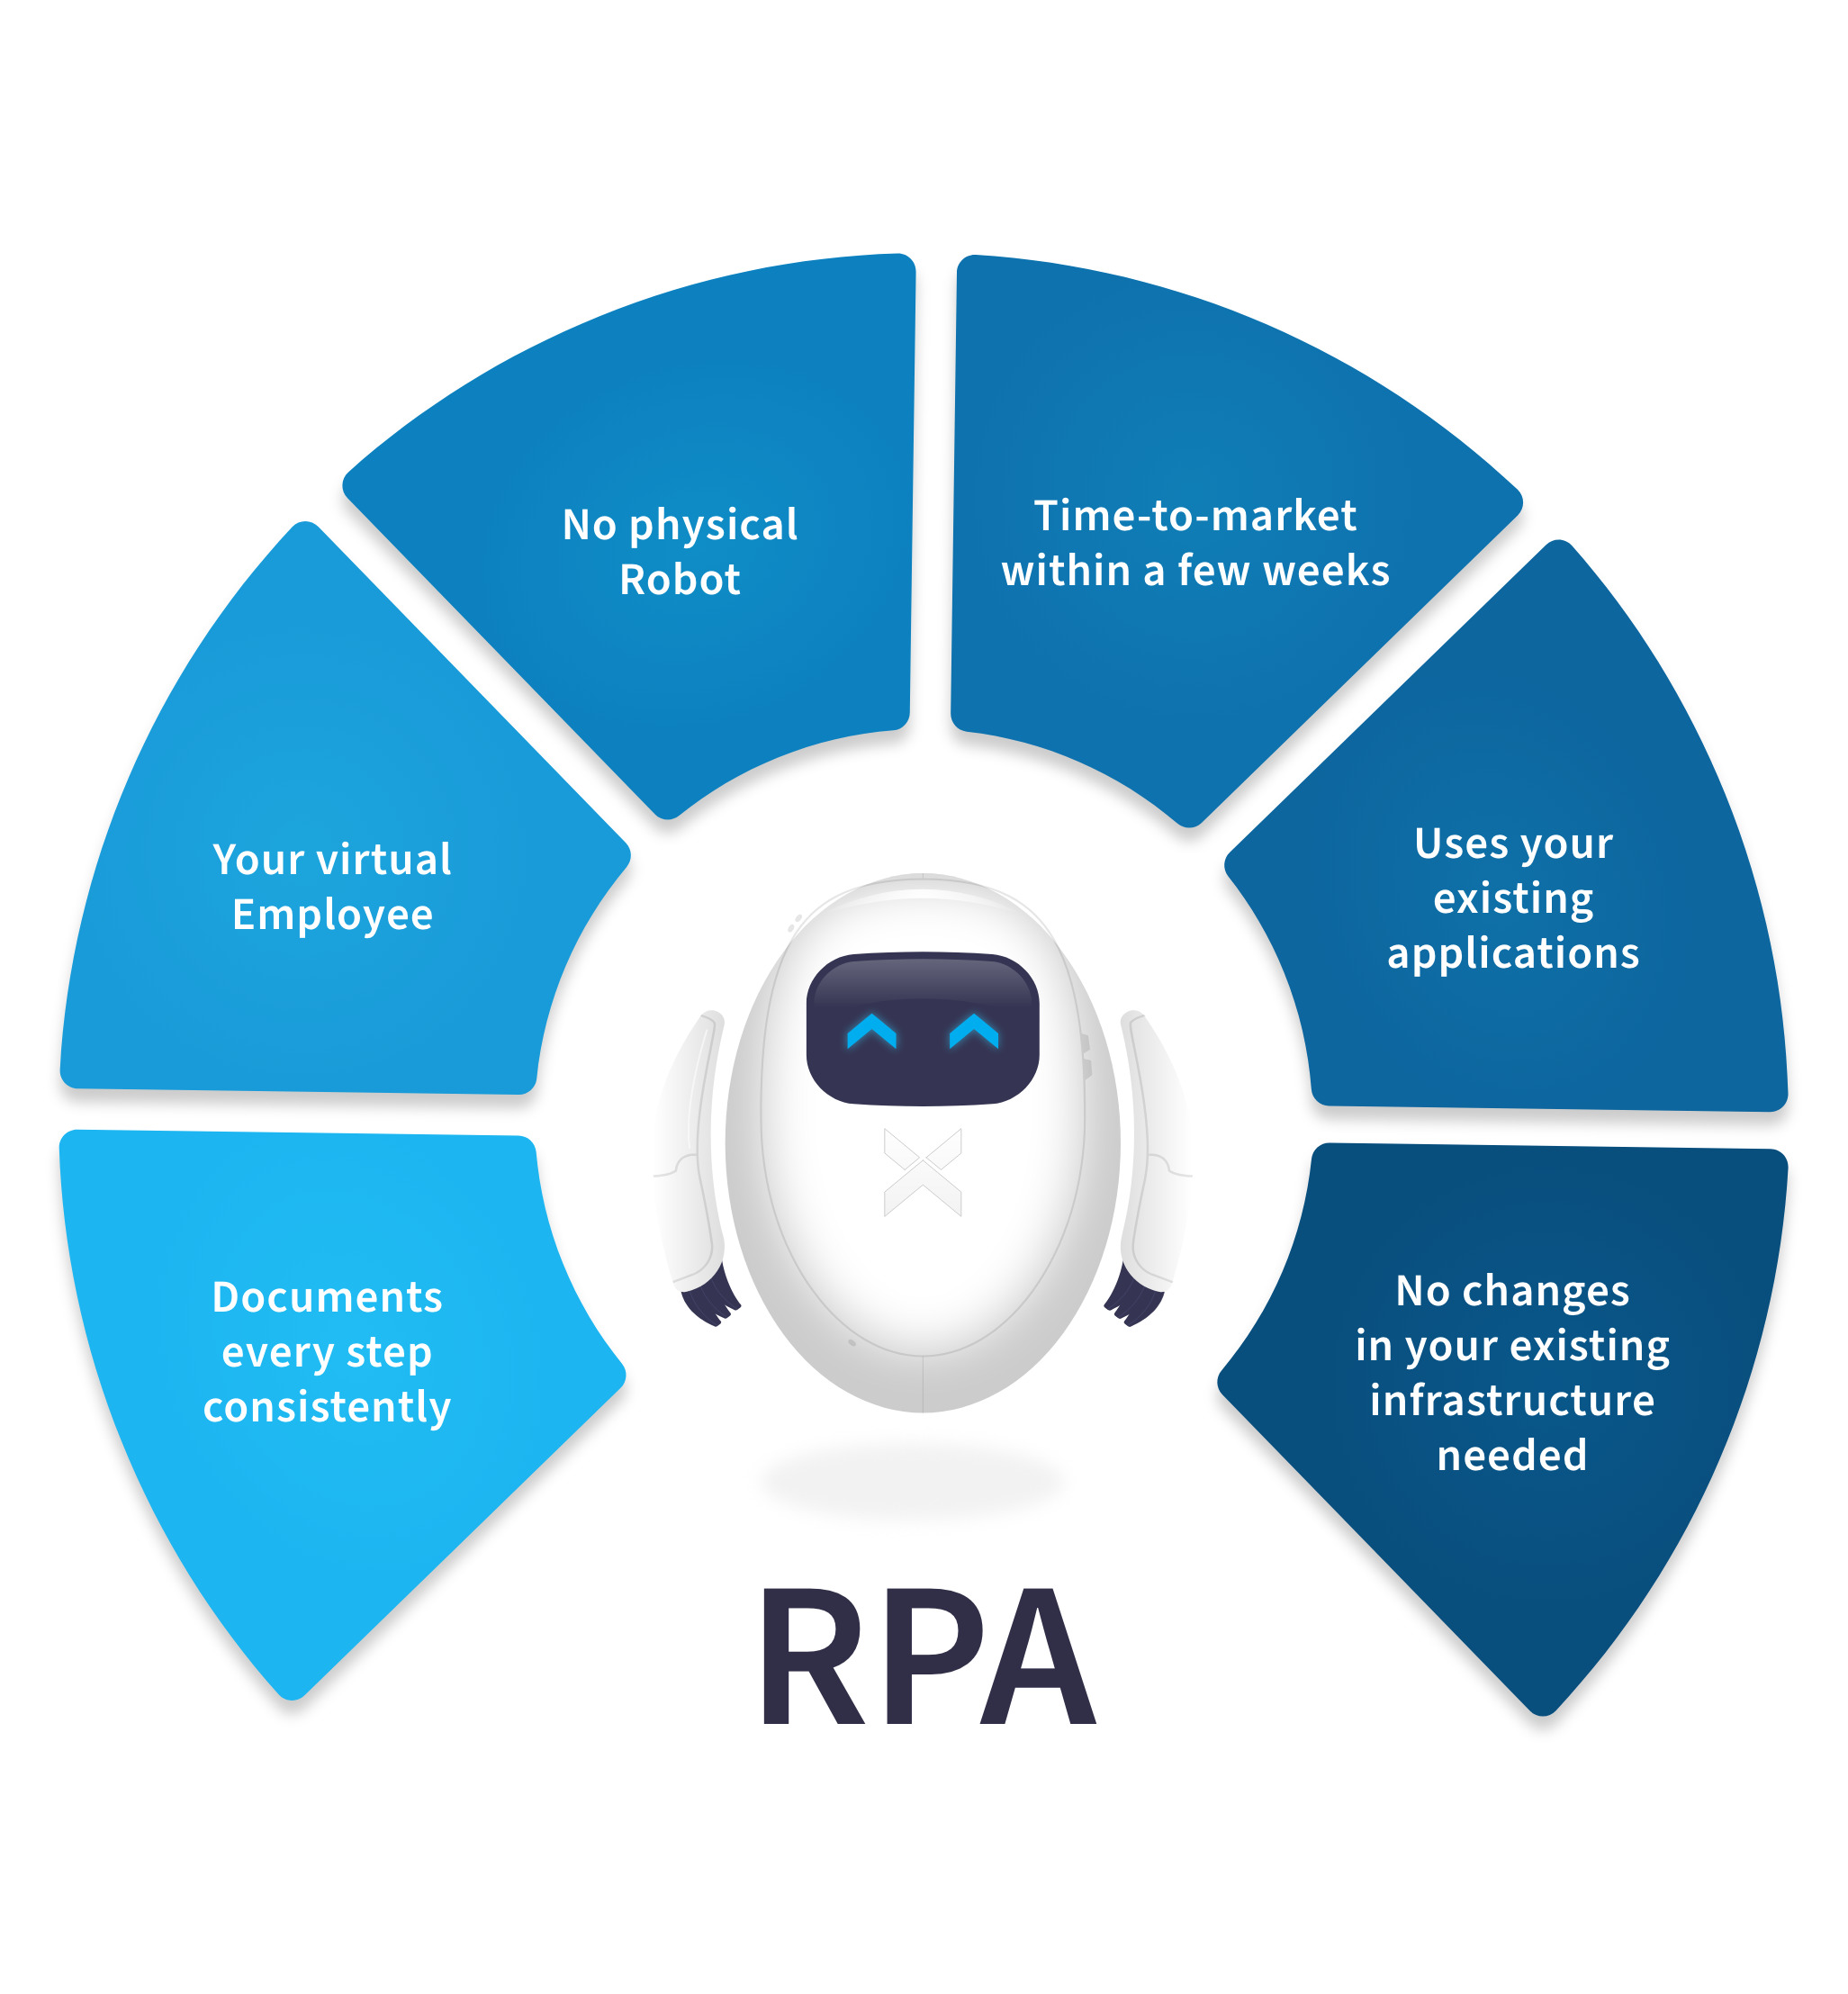 Documents
every step
consistently
Your virtual
Employee
No physical
Robot
Time-to-market
within a few weeks
Uses your
existing
applications
No changes
in your existing
infrastructure
needed
RPA